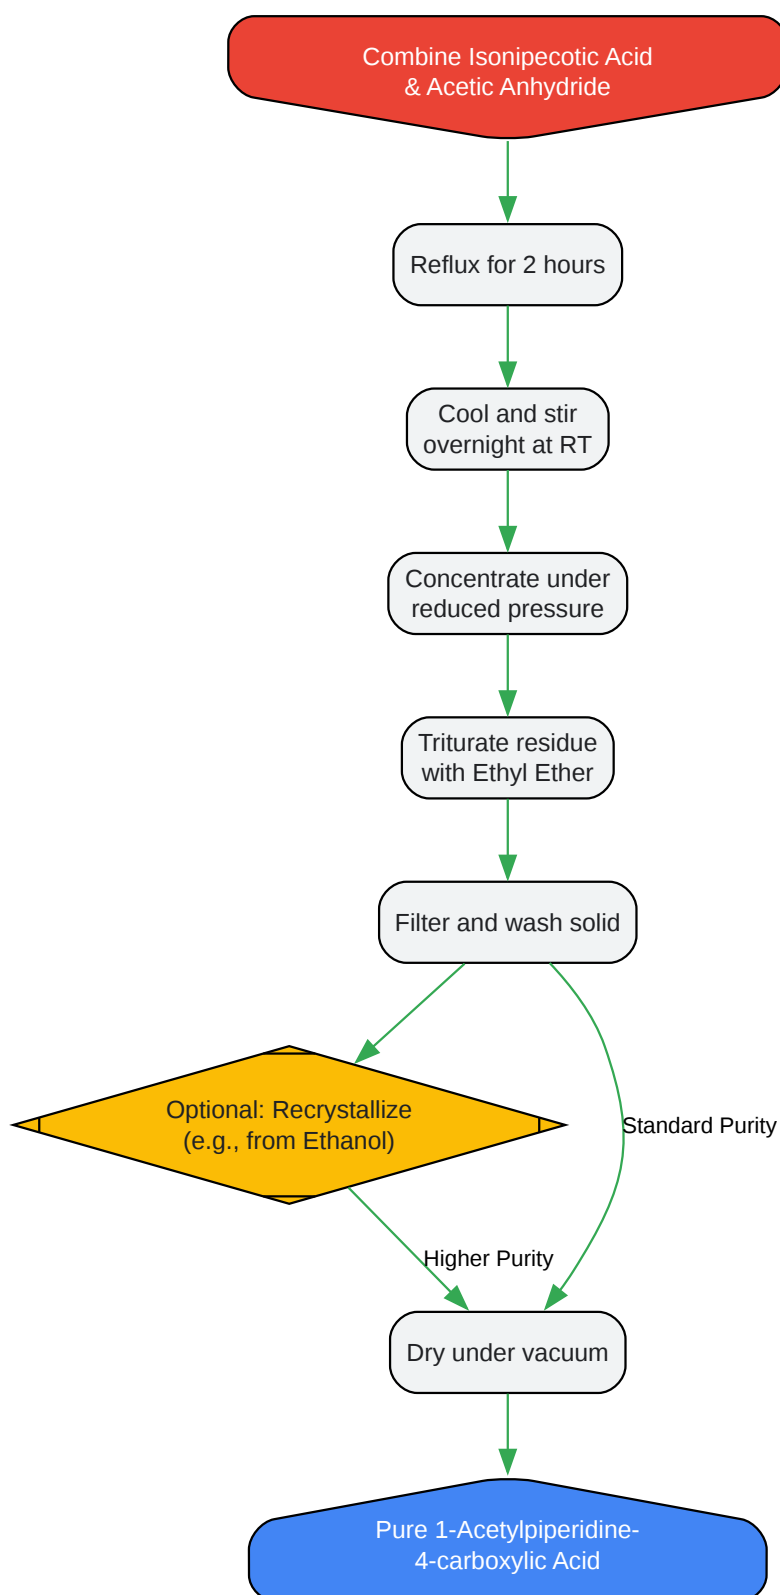 Combine Isonipecotic Acid
& Acetic Anhydride
Reflux for 2 hours
Cool and stir
overnight at RT
Concentrate under
reduced pressure
Triturate residue
with Ethyl Ether
Filter and wash solid
Optional: Recrystallize
(e.g., from Ethanol)
Standard Purity
Higher Purity
Dry under vacuum
Pure 1-Acetylpiperidine-
4-carboxylic Acid